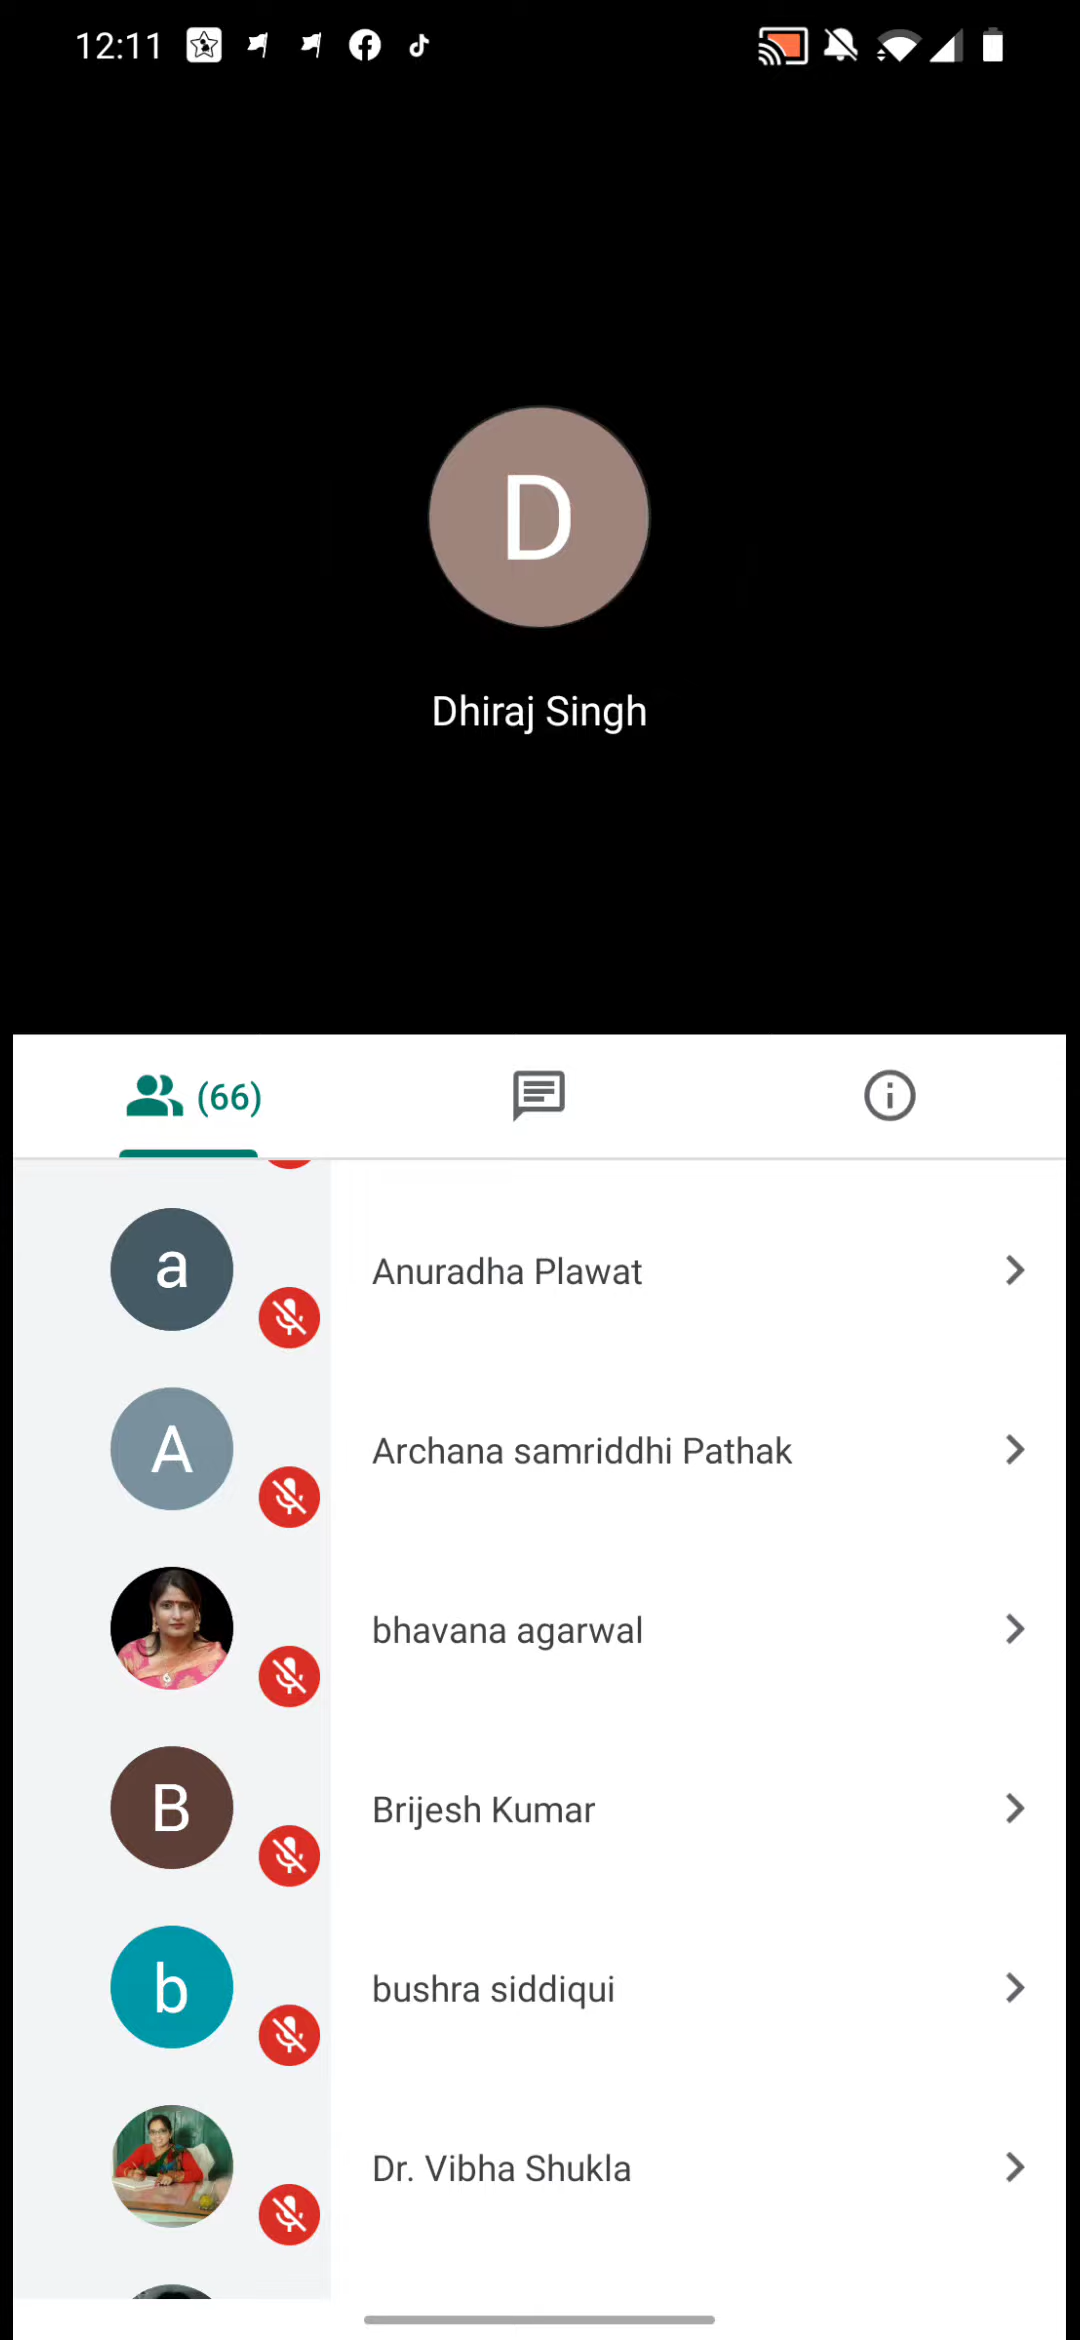 12:11
D
Dhiraj Singh
(66)
a
Anuradha Plawat
A
Archana samriddhi Pathak
bhavana agarwal
B
Brijesh Kumar
b
bushra siddiqui
Dr. Vibha Shukla